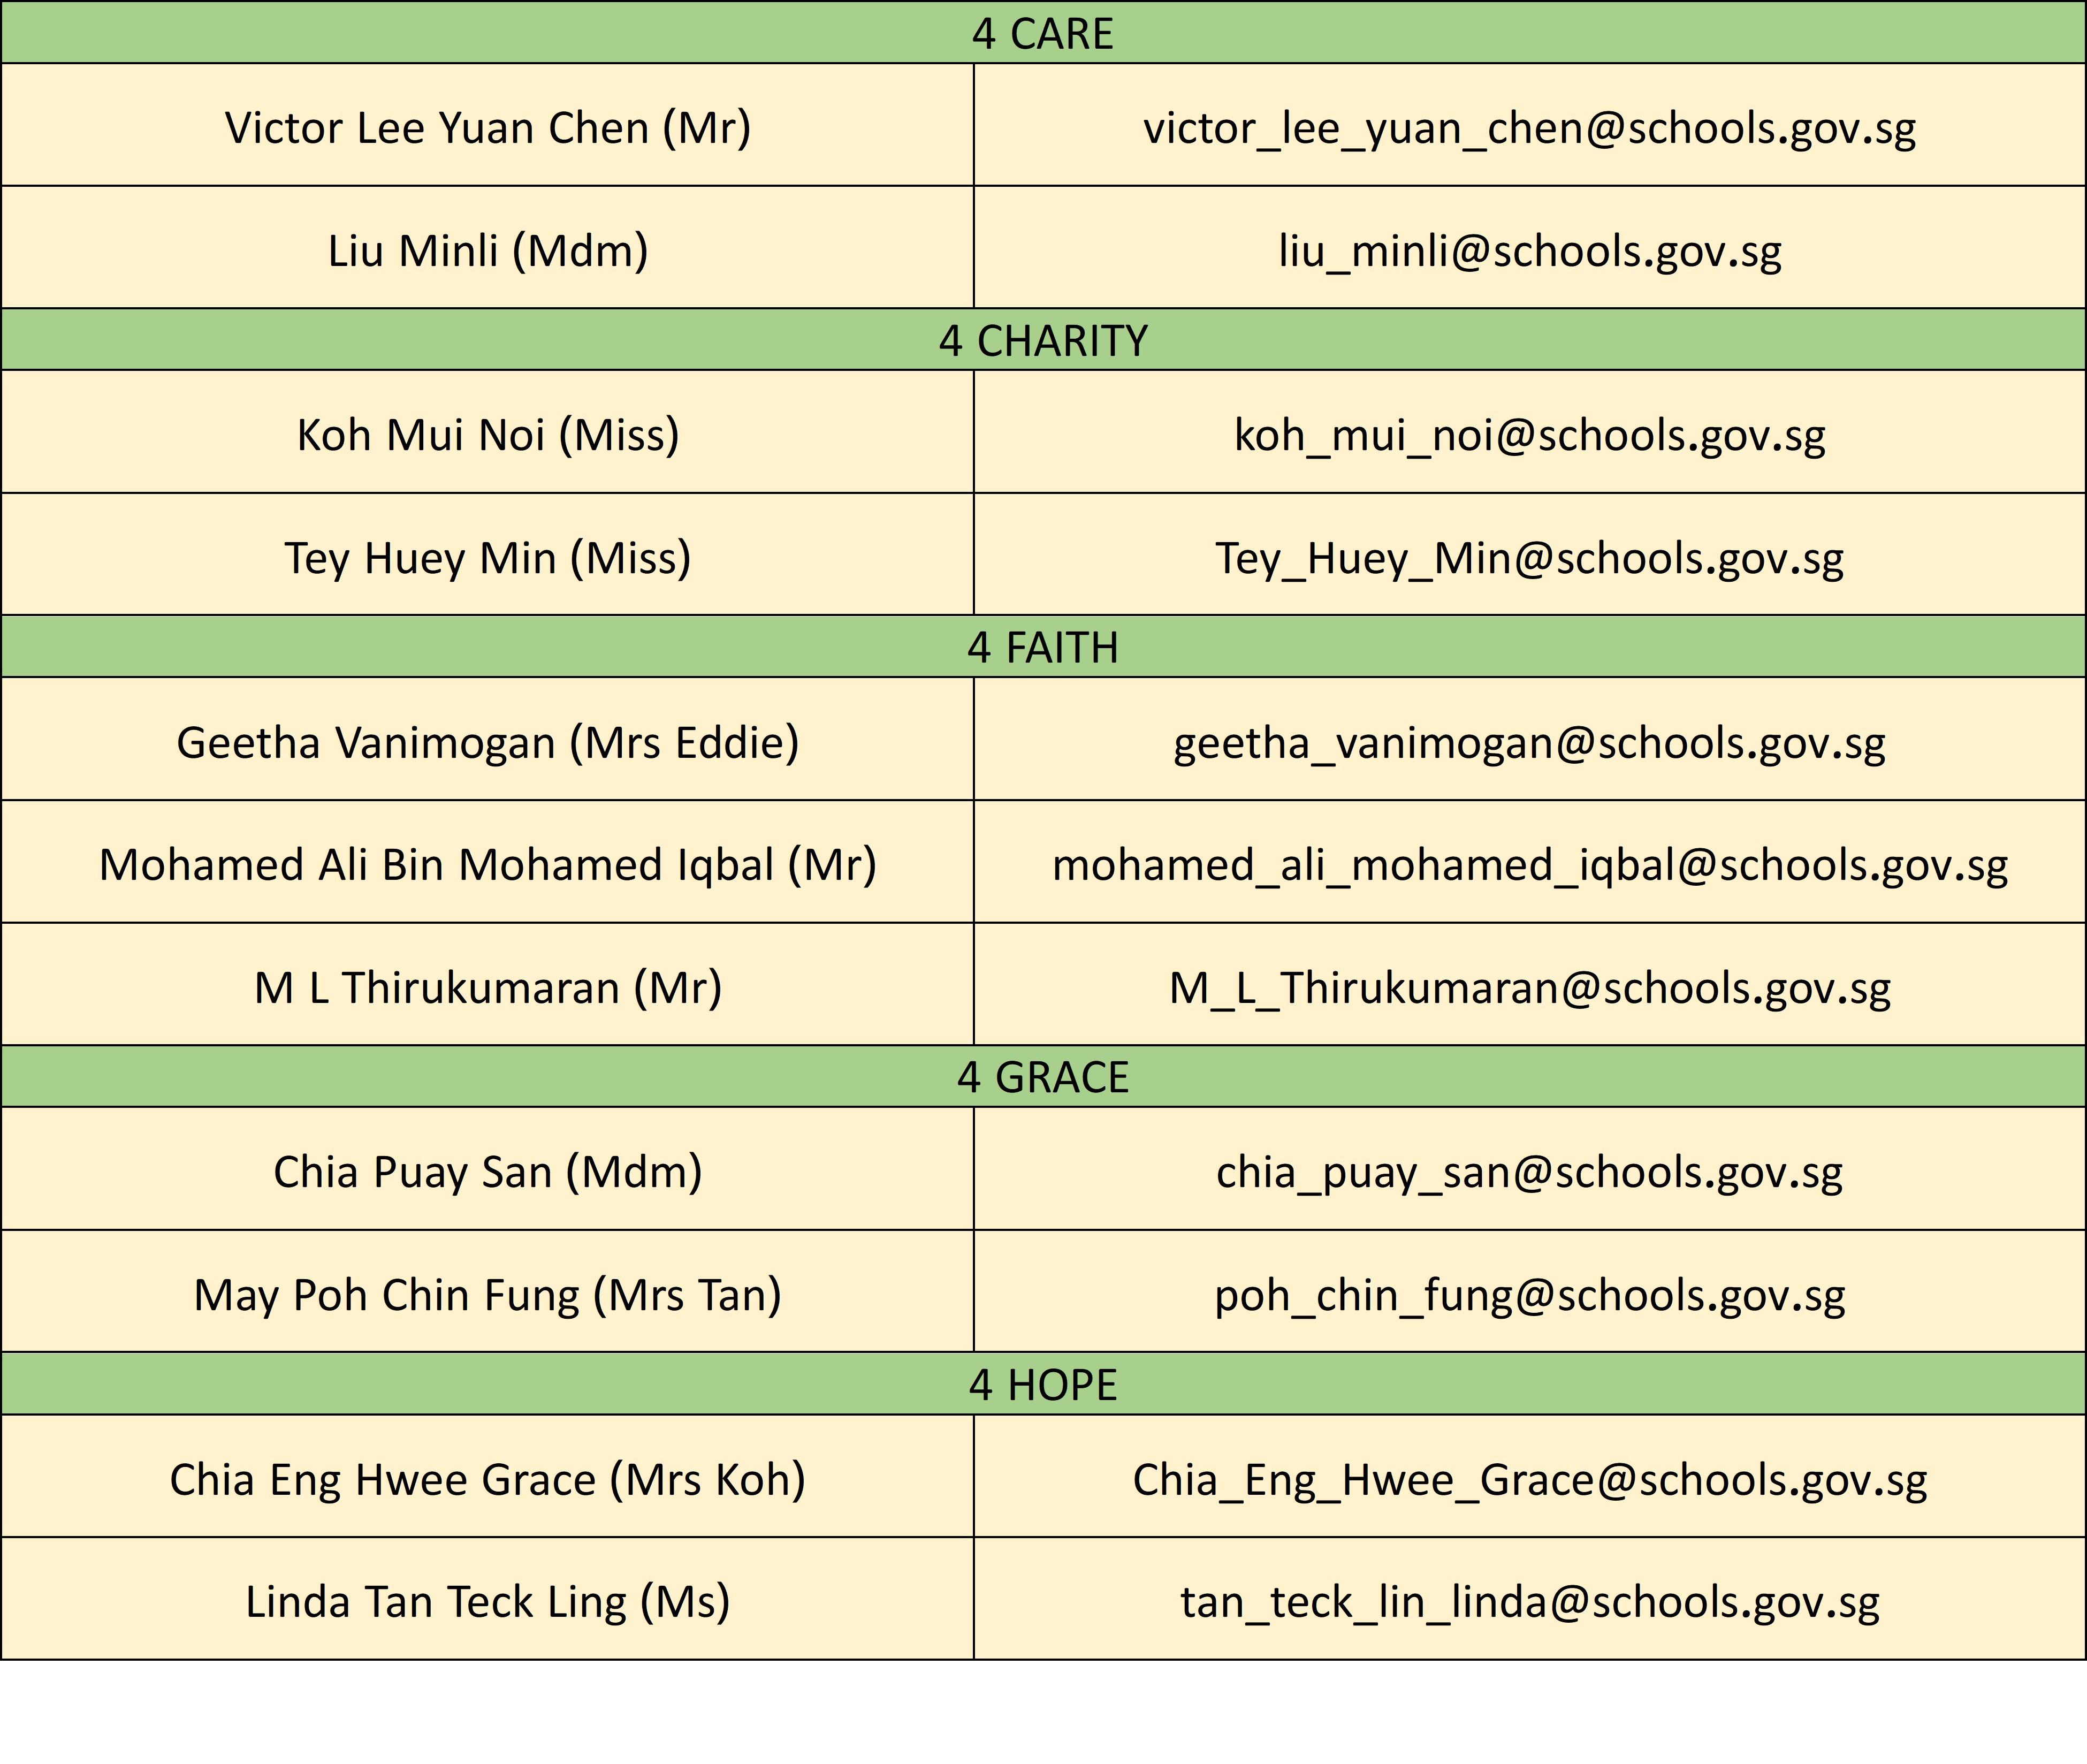 4 CARE
Victor Lee Yuan Chen (Mr) victor_lee_yuan_chen@schools.gov.sg
Liu Minli (Mdm) liu_minli@schools.gov.sg
4 CHARITY
Koh Mui Noi (Miss) koh_mui_noi@schools.gov.sg
Tey Huey Min (Miss) Tey_Huey_Min@schools.gov.sg
4 FAITH
Geetha Vanimogan (Mrs Eddie) geetha_vanimogan@schools.gov.sg
Mohamed Ali Bin Mohamed Iqbal (Mr) mohamed_ali_mohamed_iqbal@schools.gov.sg
M L Thirukumaran (Mr) M_L_Thirukumaran@schools.gov.sg
4 GRACE
Chia Puay San (Mdm) chia_puay_san@schools.gov.sg
May Poh Chin Fung (Mrs Tan) poh_chin_fung@schools.gov.sg
4 HOPE
Chia Eng Hwee Grace (Mrs Koh) Chia_Eng_Hwee_Grace@schools.gov.sg
Linda Tan Teck Ling (Ms) tan_teck_lin_linda@schools.gov.sg